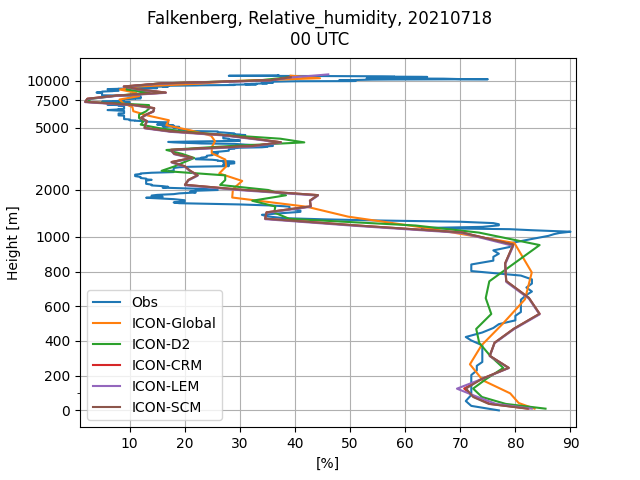 Falkenberg, Relative_humidity, 20210718
00 UTC
10000
7500
5000
2000
1000
800
600
400
200
0
Height [m]
Obs
ICON-Global
ICON-D2
ICON-CRM
ICON-LEM
ICON-SCM
10 20 30 40 50 60 70 80 90
[%]